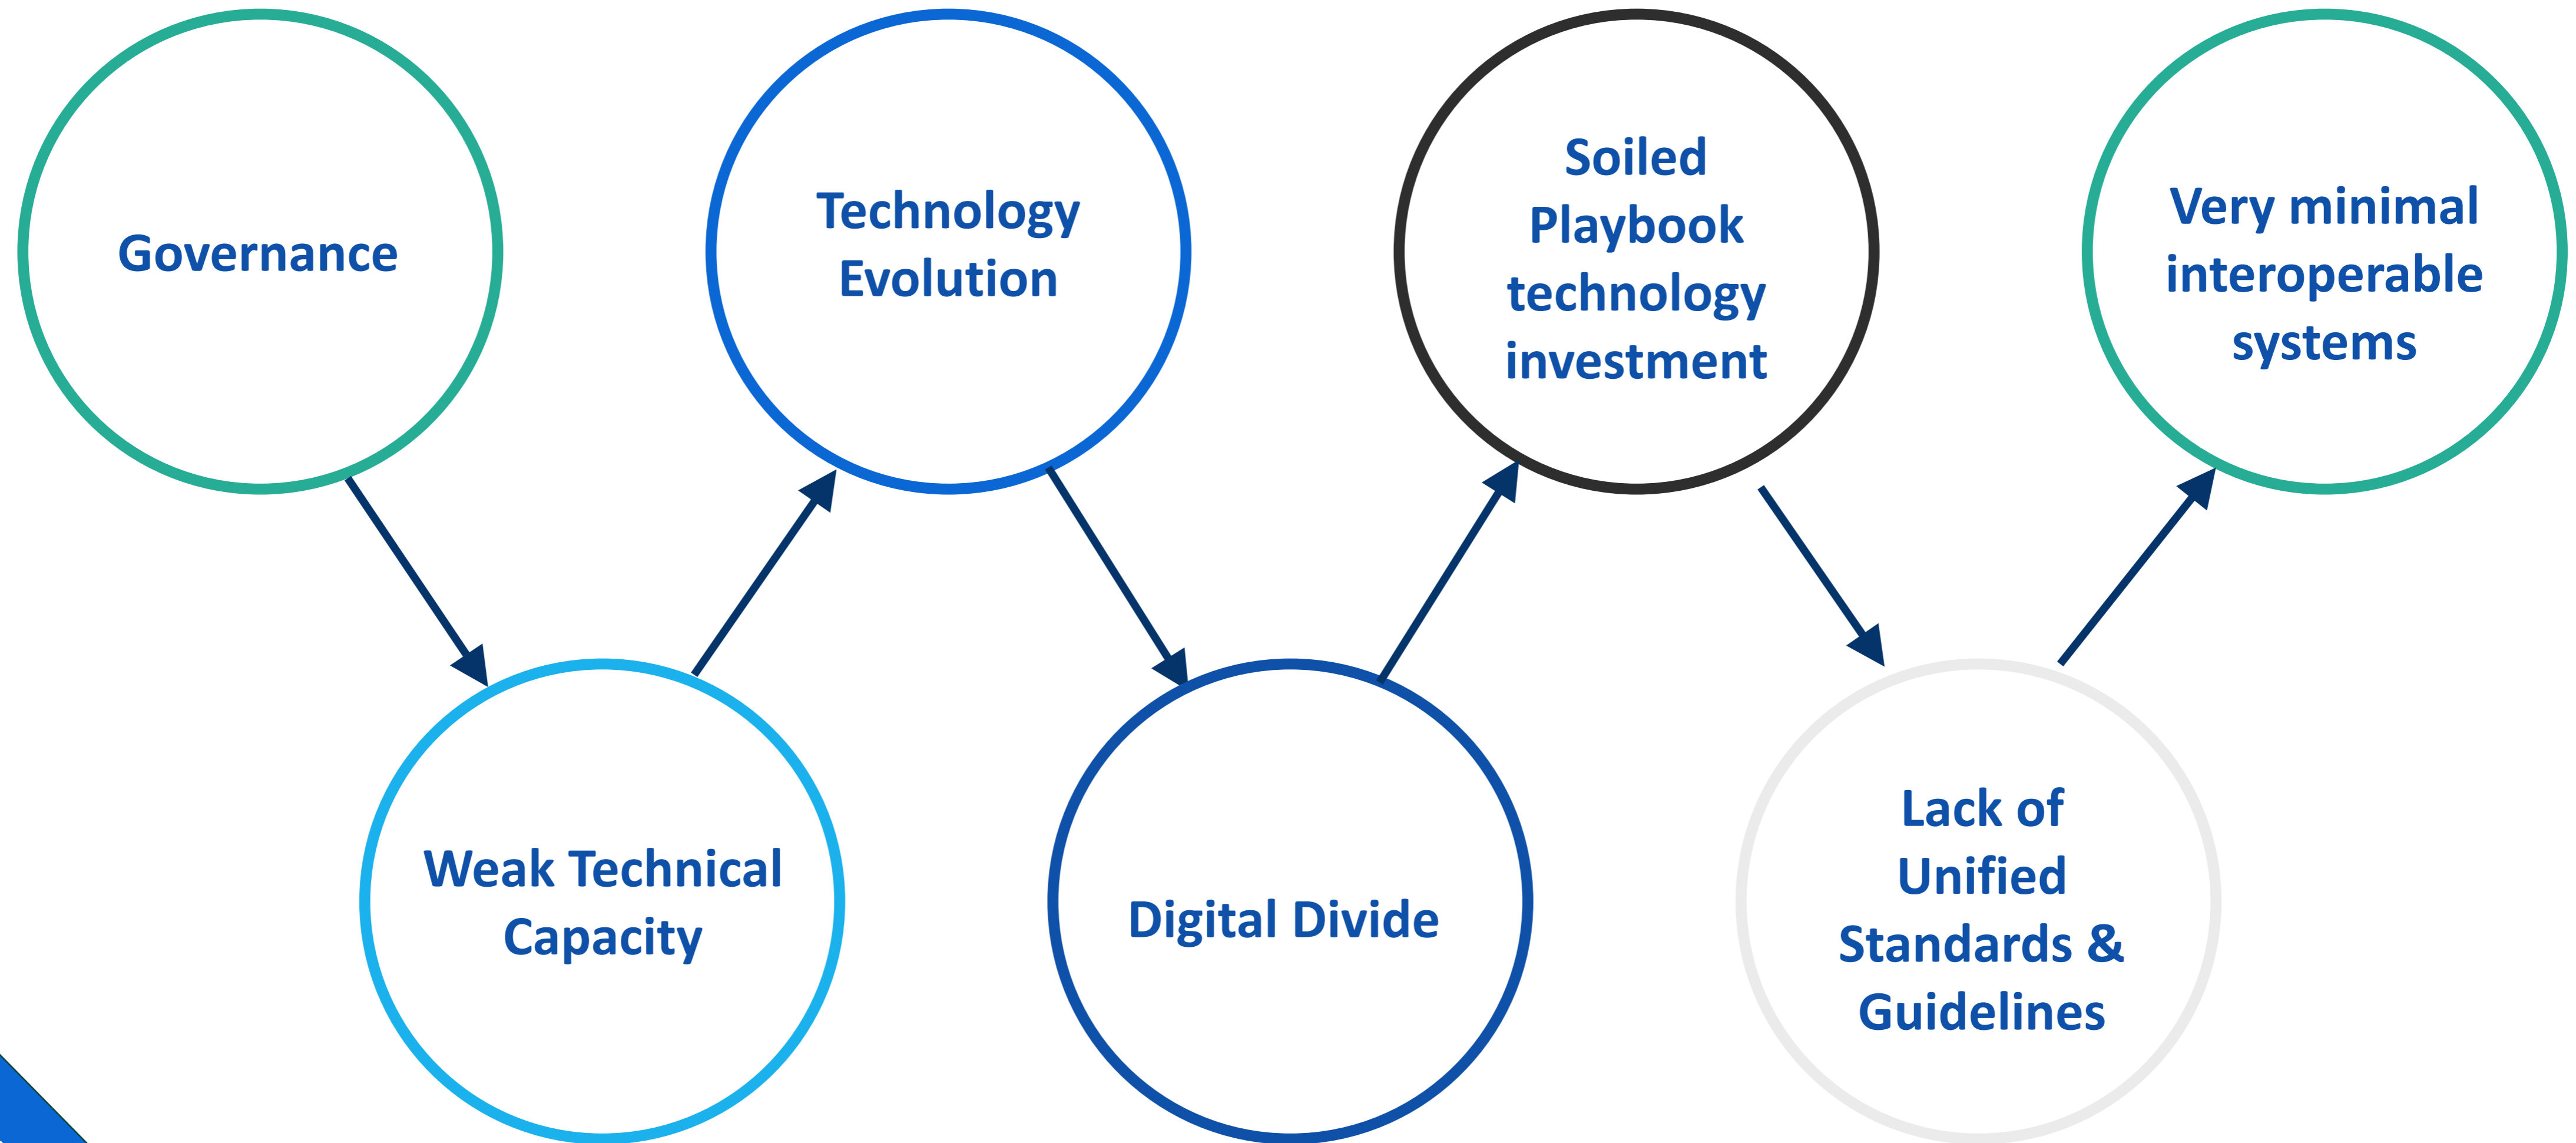 Governance
Weak Technical
Capacity
Technology
Evolution
Digital Divide
Soiled
Playbook
technology
investment
Lack of
Unified
Standards &
Guidelines
Very minimal
interoperable
systems